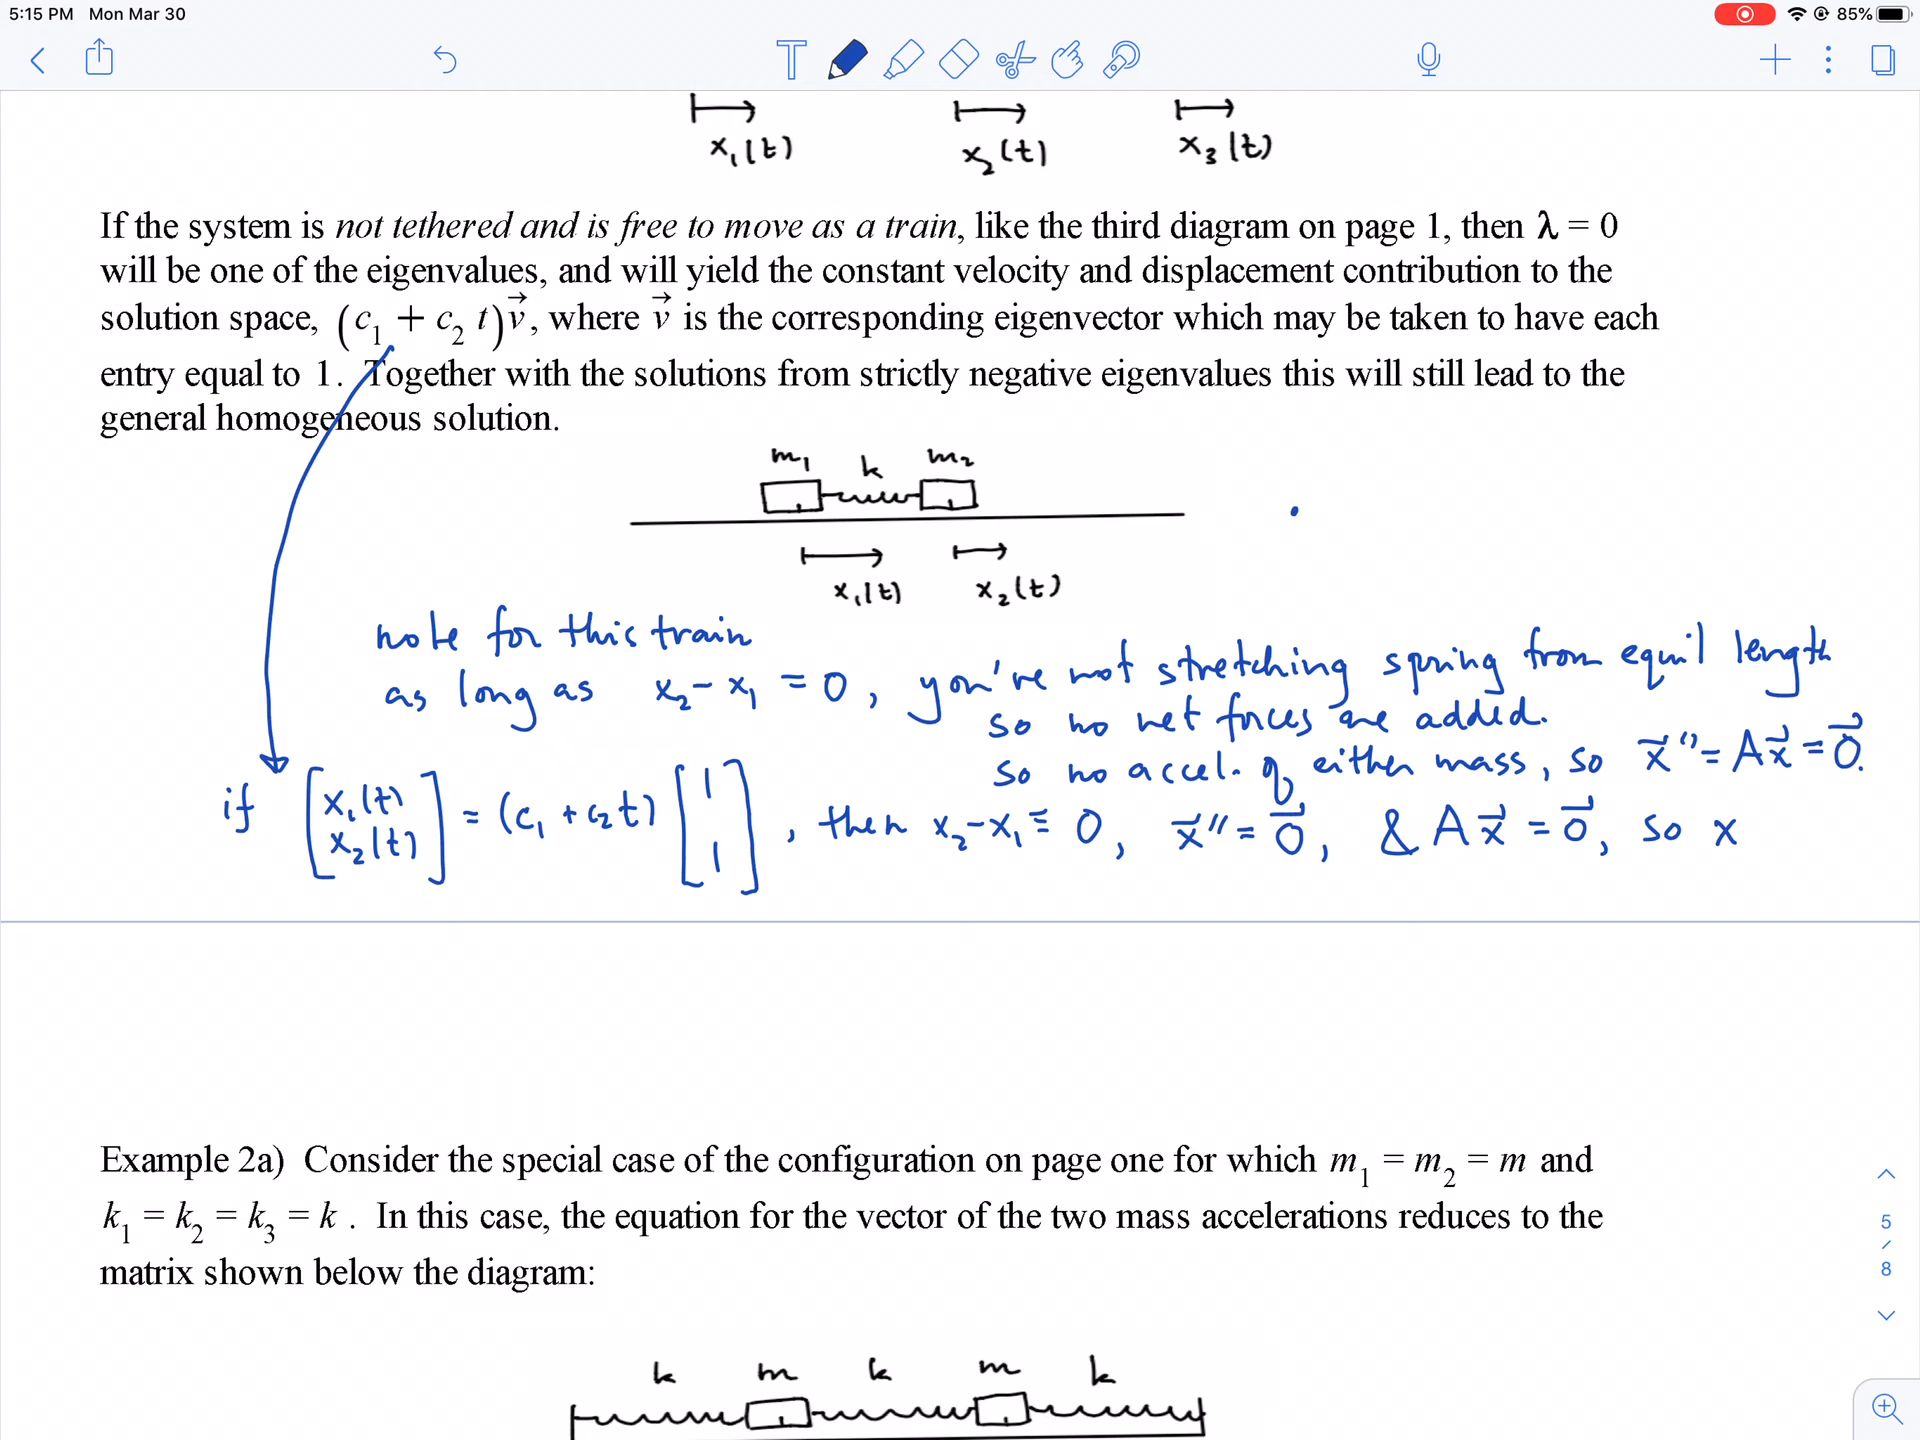 5:15 PM Mon Mar 30
85%
x₁(t) x₂(t) x₃(t)
If the system is not tethered and is free to move as a train, like the third diagram on page 1, then λ = 0
will be one of the eigenvalues, and will yield the constant velocity and displacement contribution to the
solution space, (c₁ + c₂ t)v⃗, where v⃗ is the corresponding eigenvector which may be taken to have each
entry equal to 1. Together with the solutions from strictly negative eigenvalues this will still lead to the
general homogeneous solution.
m₁ k m₂
x₁(t) x₂(t)
note for this train
as long as x₂ - x₁ = 0, you're not stretching spring from equil length
so no net forces are added.
so no accel. of either mass, so x⃗'' = Ax⃗ = 0⃗.
if [x₁(t) x₂(t)] = (c₁ + c₂t) [1 1], then x₂ - x₁ ≡ 0, x⃗'' = 0⃗, & Ax⃗ = 0⃗, so x
Example 2a) Consider the special case of the configuration on page one for which m₁ = m₂ = m and
k₁ = k₂ = k₃ = k . In this case, the equation for the vector of the two mass accelerations reduces to the
matrix shown below the diagram:
5
/
8
k m k m k